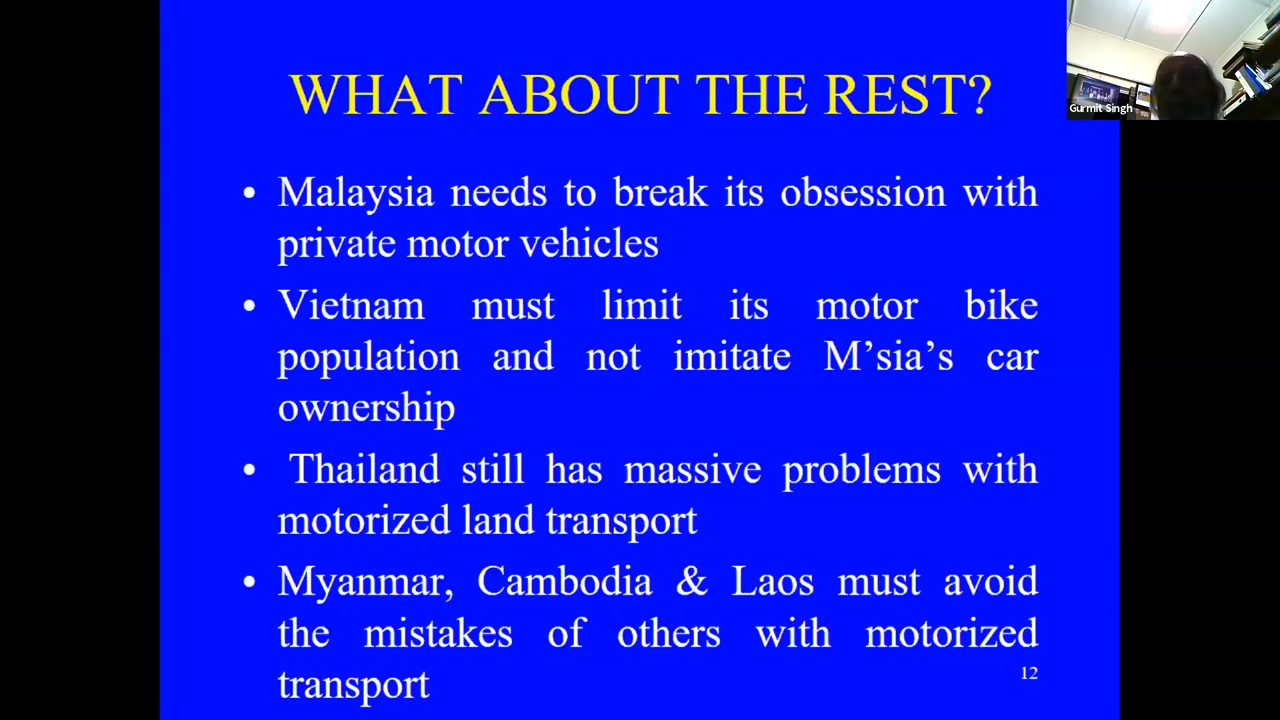 WHAT ABOUT THE REST?
Gurmit Singh
• Malaysia needs to break its obsession with
private motor vehicles
• Vietnam must limit its motor bike
population and not imitate M’sia’s car
ownership
• Thailand still has massive problems with
motorized land transport
• Myanmar, Cambodia & Laos must avoid
the mistakes of others with motorized
transport
12